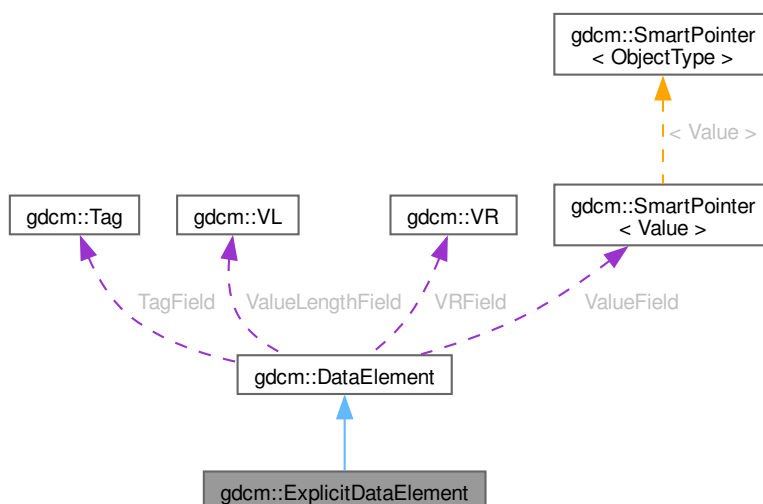 gdcm::SmartPointer
< ObjectType >
< Value >
gdcm::Tag
gdcm::VL
gdcm::VR
gdcm::SmartPointer
< Value >
TagField
ValueLengthField
VRField
ValueField
gdcm::DataElement
gdcm::ExplicitDataElement